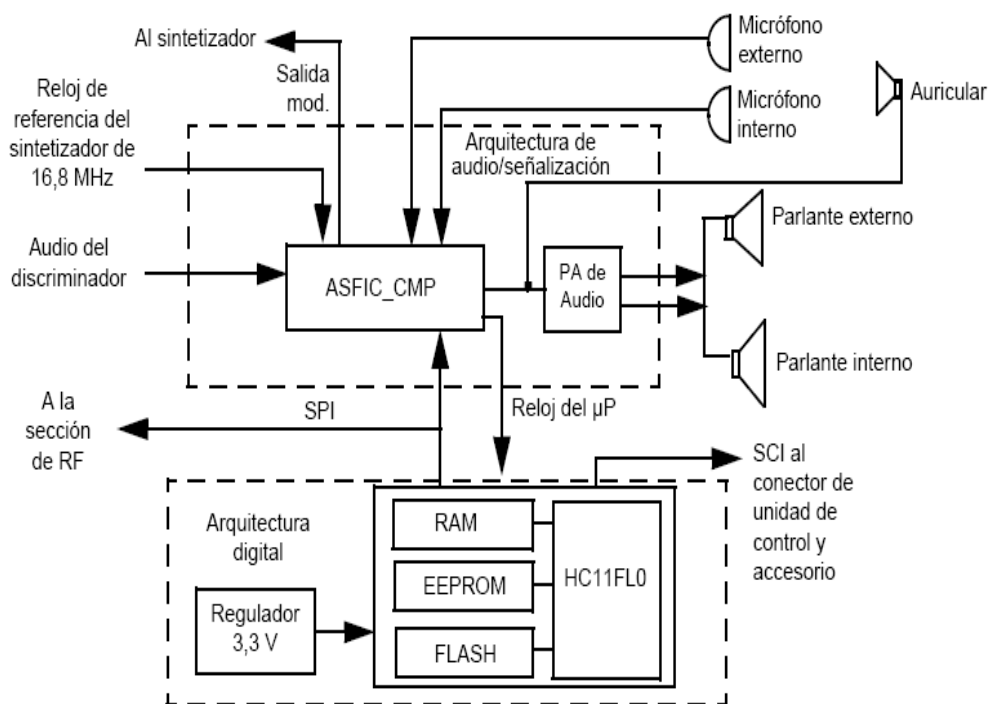 Al sintetizador
Salida
mod.
Micrófono
externo
Micrófono
interno
Auricular
Reloj de
referencia del
sintetizador de
16,8 MHz
Arquitectura de
audio/señalización
Audio del
discriminador
ASFIC_CMP
PA de
Audio
Parlante externo
Parlante interno
A la
sección
de RF
SPI
Reloj del µP
SCI al
conector de
unidad de
control y
accesorio
Arquitectura
digital
RAM
EEPROM
FLASH
HC11FL0
Regulador
3,3 V